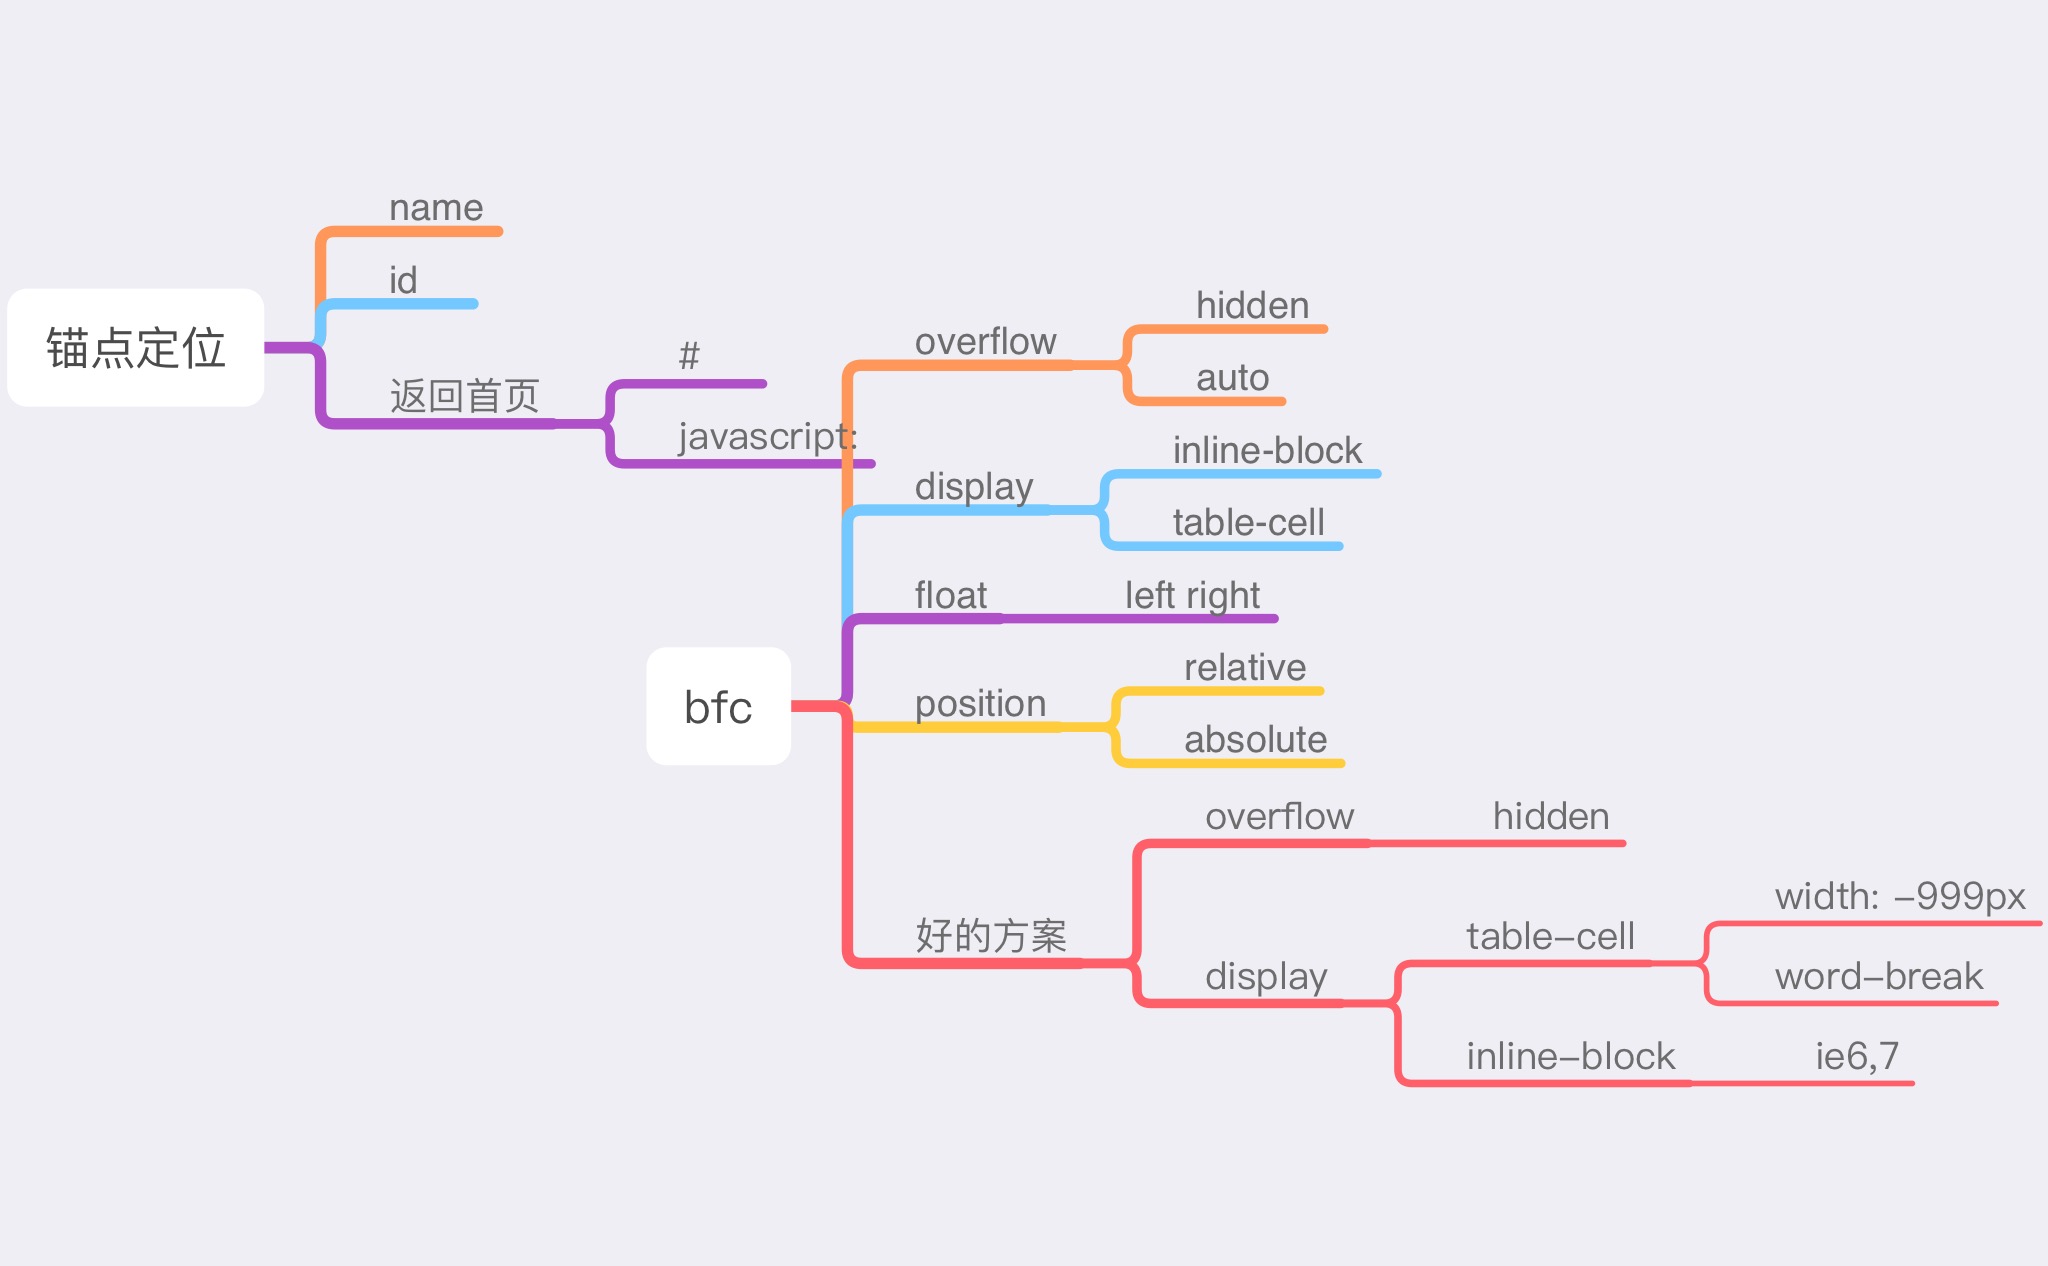 锚点定位
name
id
返回首页
#
javascript:
bfc
overflow
hidden
auto
display
inline-block
table-cell
float
left right
position
relative
absolute
好的方案
overflow
hidden
display
table-cell
width: -999px
word-break
inline-block
ie6,7